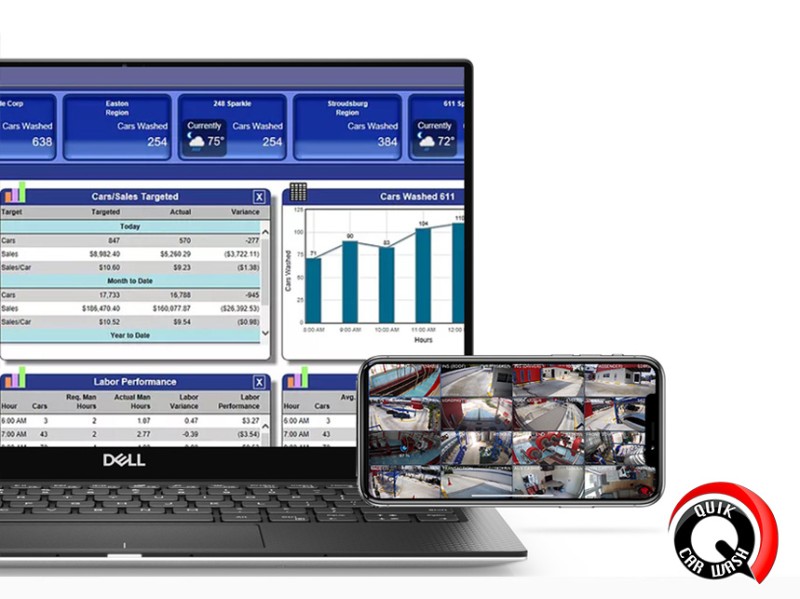 le Corp
Cars Washed
638
Easton
Region
Cars Washed
254
248 Sparkle
Currently
75°
Cars Washed
254
Stroudsburg
Region
Cars Washed
384
611 Sp
Currently
72°
Cars/Sales Targeted X
Target Targeted Actual Variance
Today
Cars 847 570 -277
Sales $8,982.40 $5,260.29 ($3,722.11)
Sales/Car $10.60 $9.23 ($1.38)
Month to Date
Cars 17,733 16,788 -945
Sales $186,470.40 $160,077.87 ($26,392.53)
Sales/Car $10.52 $9.54 ($0.98)
Year to Date
Cars Washed 611
Cars Washed
125
100
75
50
25
0
71 90 83 104 110
8:00 AM 9:00 AM 10:00 AM 11:00 AM 12:00
Hours
Labor Performance X
Hour Cars Req. Man Hours Actual Man Hours Labor Variance Labor Performance
6:00 AM 3 2 1.87 0.47 $3.27
7:00 AM 43 2 2.77 -0.39 ($3.54)
Hour Cars Avg.
6:00 AM 3
7:00 AM 43
DELL
QUIK
CAR WASH